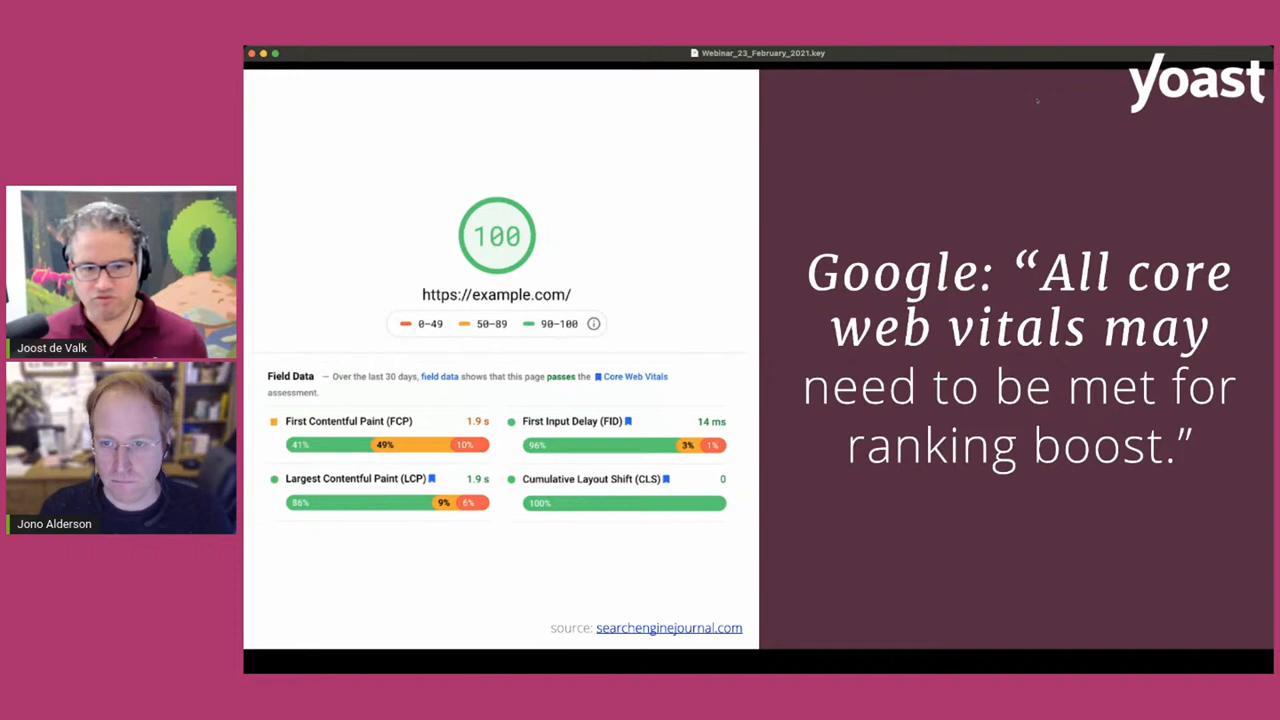 Webinar_23_February_2021.key
yoast
100
https://example.com/
0–49 50–89 90–100
Field Data — Over the last 30 days, field data shows that this page passes the Core Web Vitals
assessment.
First Contentful Paint (FCP) 1.9 s
41% 49% 10%
First Input Delay (FID) 14 ms
96% 3% 1%
Largest Contentful Paint (LCP) 1.9 s
86% 9% 6%
Cumulative Layout Shift (CLS) 0
100%
source: searchenginejournal.com
Google: “All core
web vitals may
need to be met for
ranking boost.”
Joost de Valk
Jono Alderson